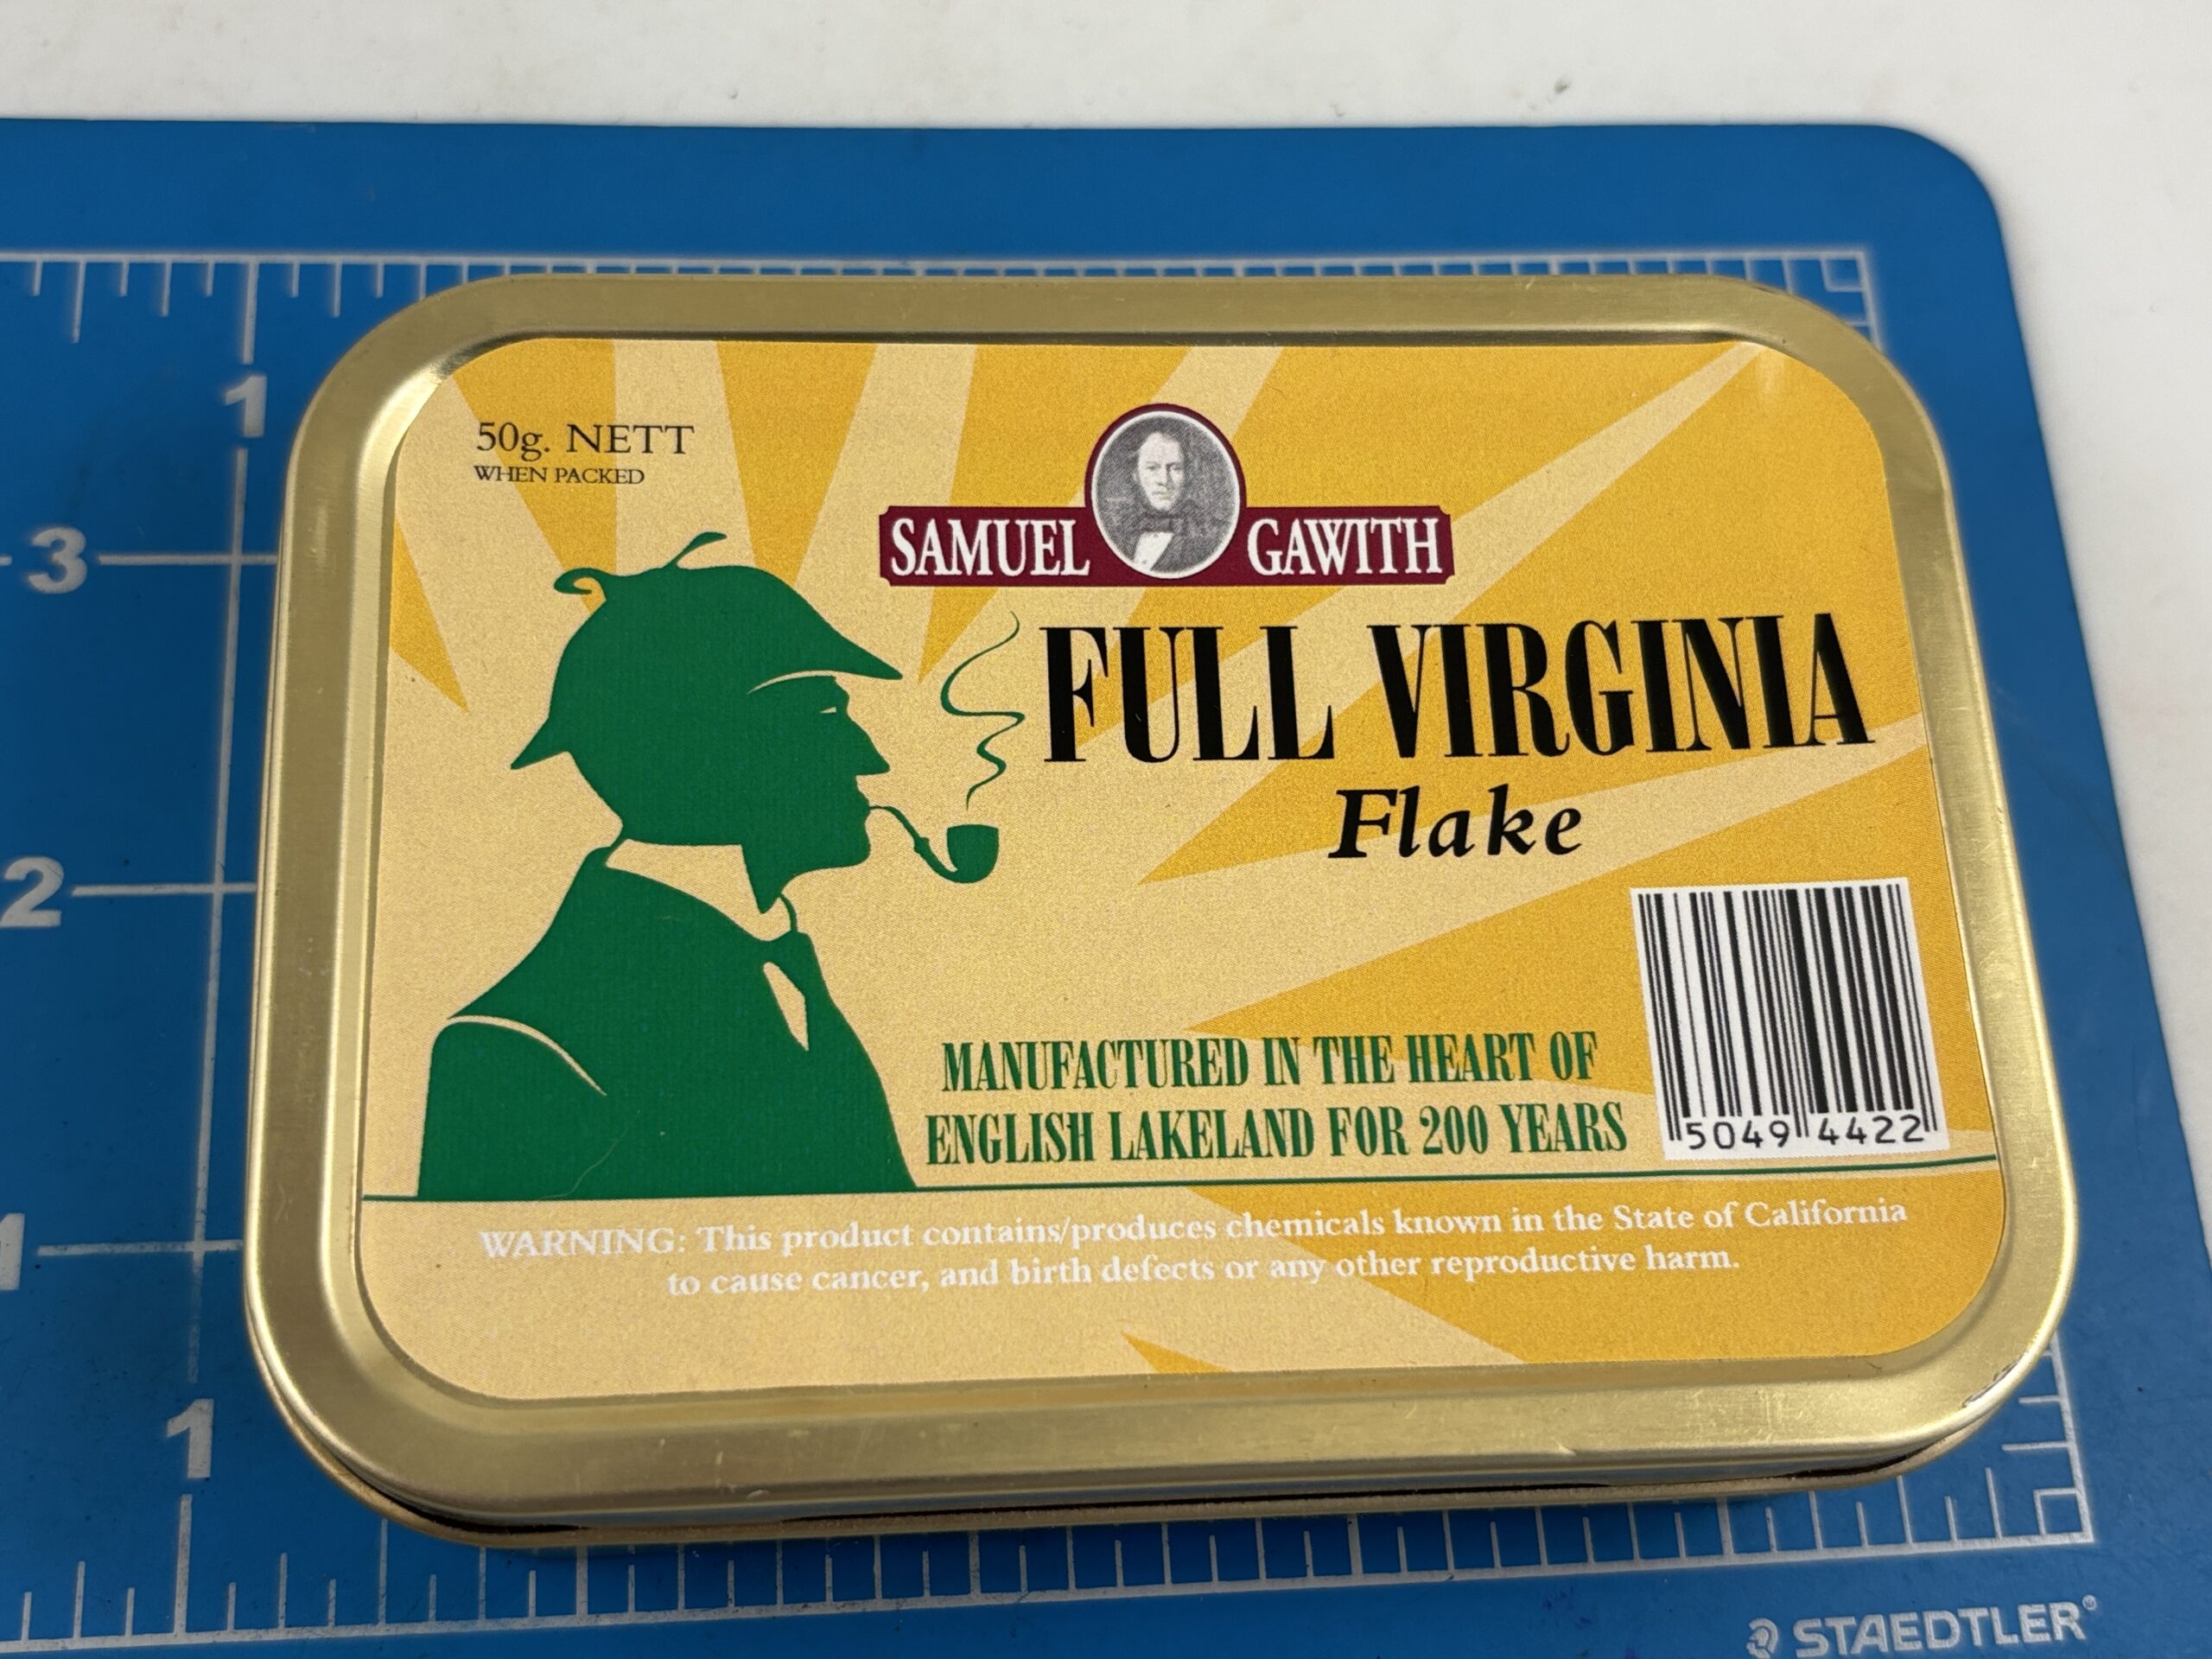 1
3
2
1
1
50g. NETT
WHEN PACKED
SAMUEL GAWITH
FULL VIRGINIA
Flake
MANUFACTURED IN THE HEART OF
ENGLISH LAKELAND FOR 200 YEARS
5049 4422
WARNING: This product contains/produces chemicals known in the State of California
to cause cancer, and birth defects or any other reproductive harm.
STAEDTLER®